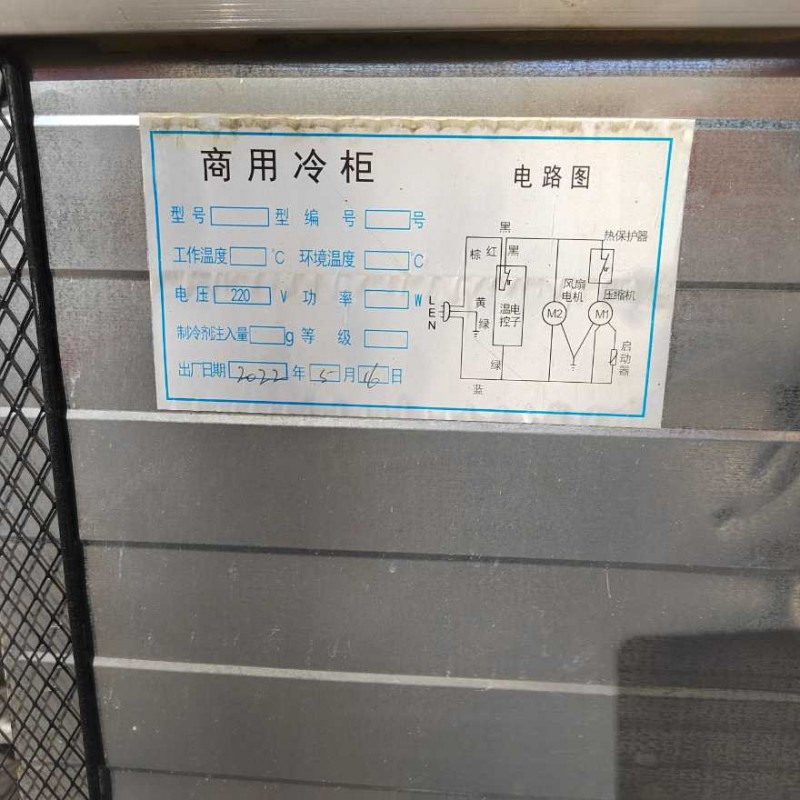 商用冷柜
型号 型 编 号 号
工作温度 ℃ 环境温度 ℃
电压 220 V 功 率 W
制冷剂注入量 g 等 级
出厂日期 2022 年 5 月 16 日
电路图
黑
热保护器
棕 红 黑
风扇电机
压缩机
L
E
N
黄
绿
温控
电子
M2
M1
启动器
绿
蓝